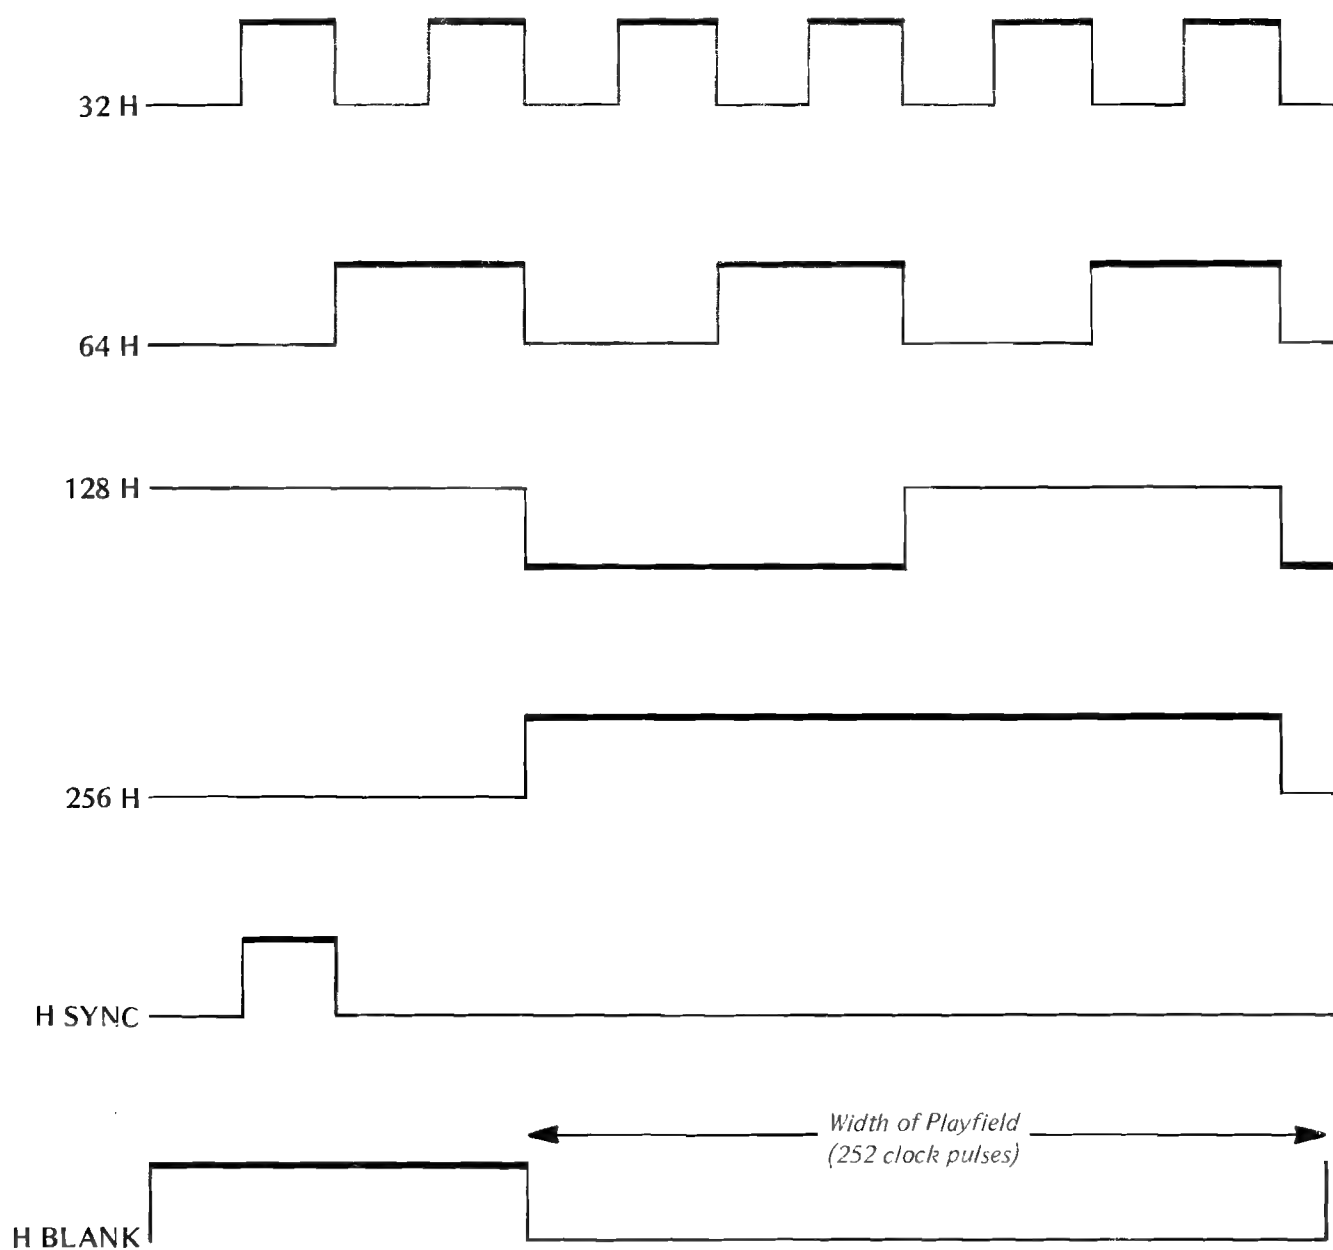 32 H
64 H
128 H
256 H
H SYNC
Width of Playfield
(252 clock pulses)
H BLANK